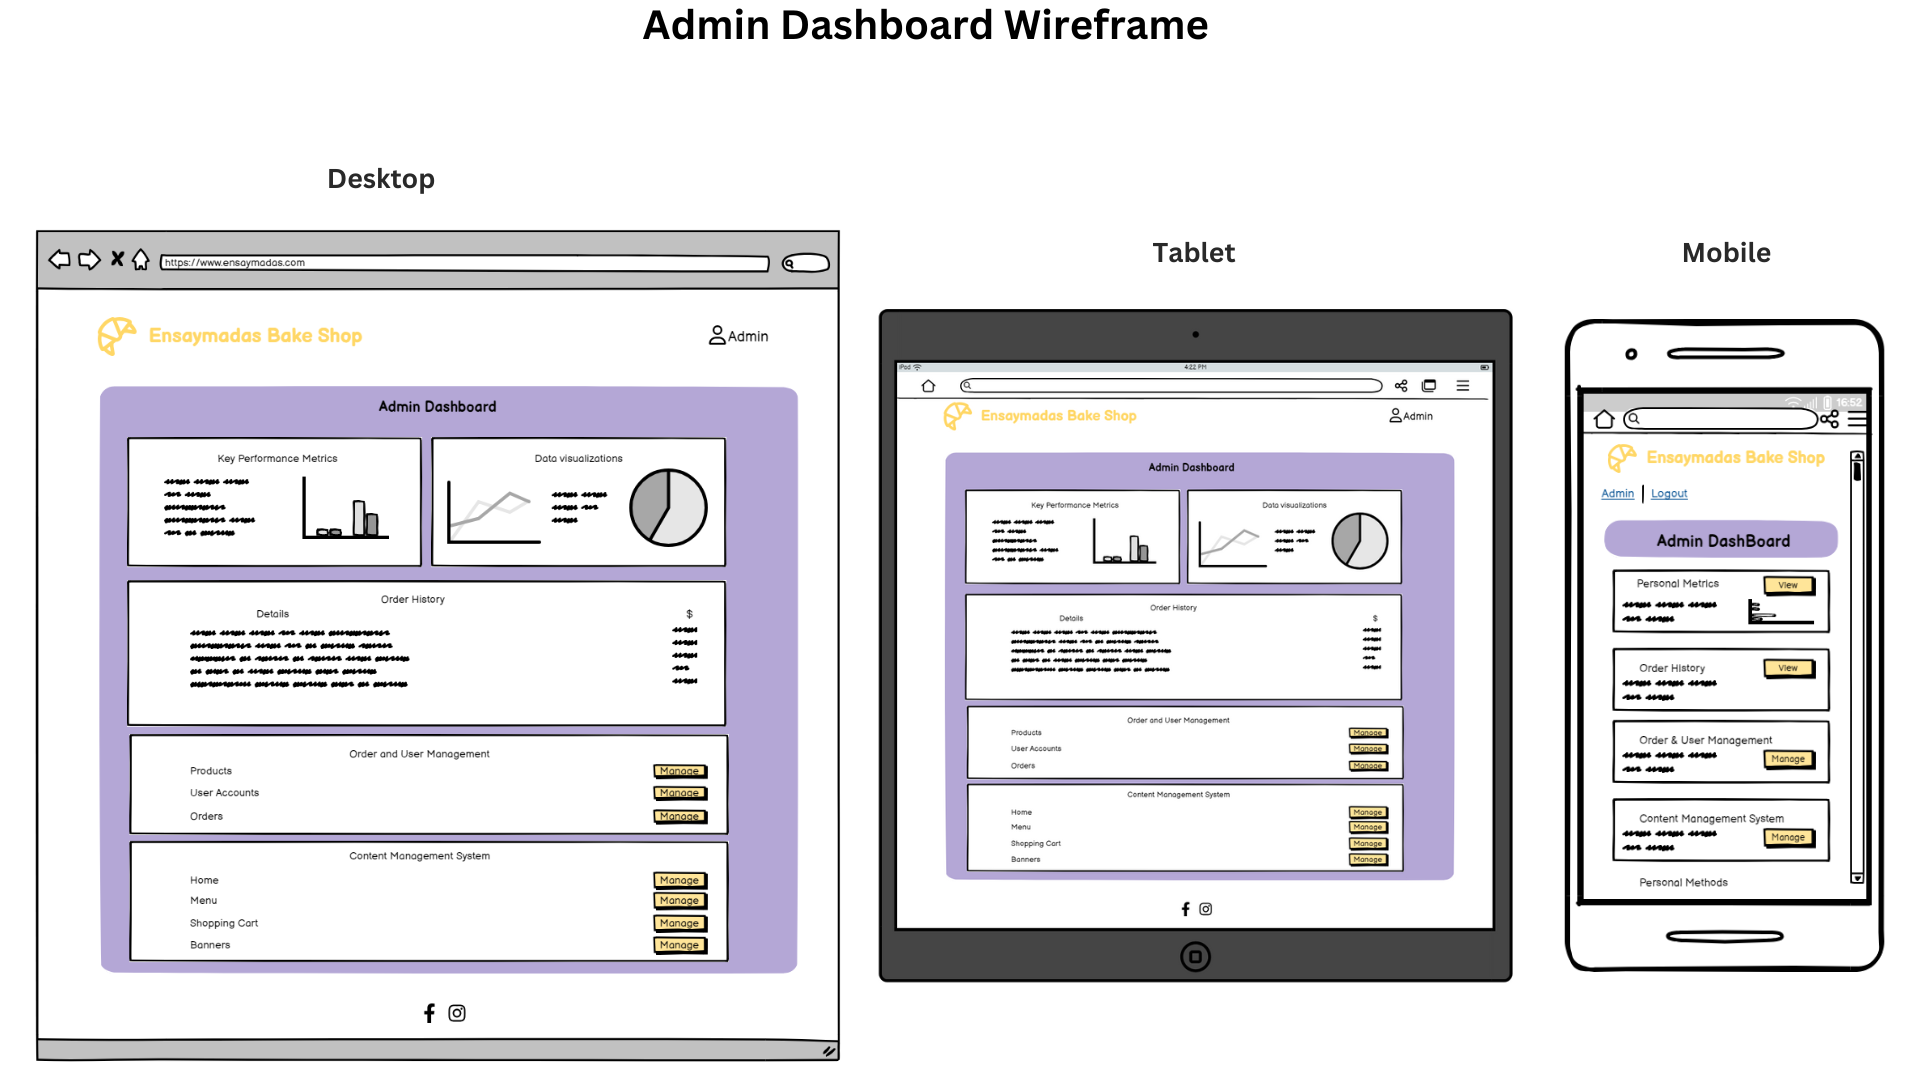 Admin Dashboard Wireframe
Desktop
https://www.ensaymadas.com
Ensaymadas Bake Shop
Admin
Admin Dashboard
Key Performance Metrics
Data visualizations
Order History
Details $
Order and User Management
Products Manage
User Accounts Manage
Orders Manage
Content Management System
Home Manage
Menu Manage
Shopping Cart Manage
Banners Manage
Tablet
iPod 4:22 PM
Ensaymadas Bake Shop
Admin
Admin Dashboard
Key Performance Metrics
Data visualizations
Order History
Details $
Order and User Management
Products Manage
User Accounts Manage
Orders Manage
Content Management System
Home Manage
Menu Manage
Shopping Cart Manage
Banners Manage
Mobile
16:52
Ensaymadas Bake Shop
Admin | Logout
Admin DashBoard
Personal Metrics View
Order History View
Order & User Management
Manage
Content Management System
Manage
Personal Methods